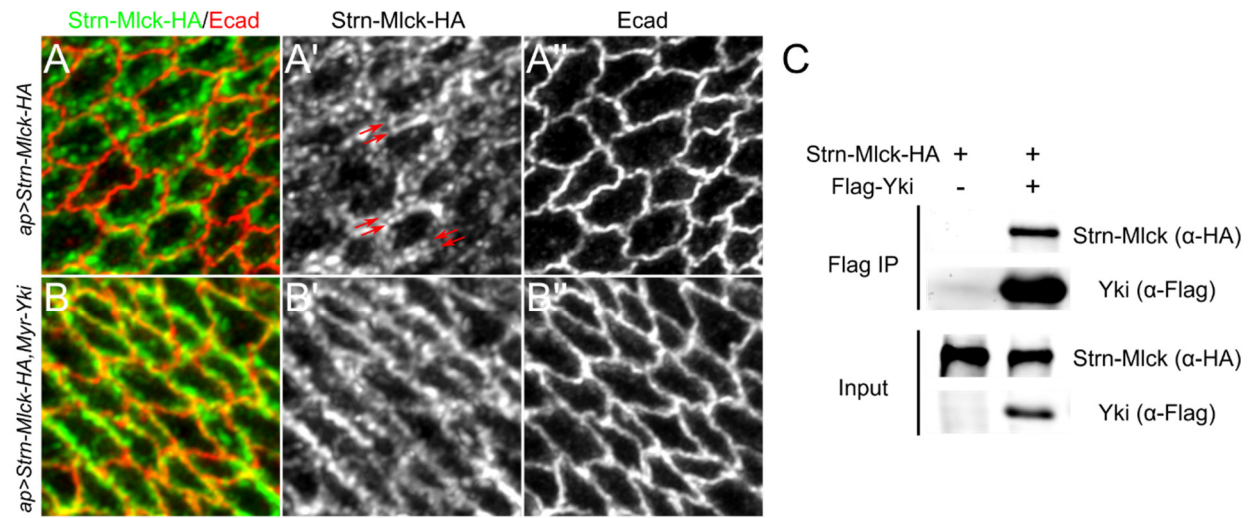 Strn-Mlck-HA/Ecad
Strn-Mlck-HA
Ecad
ap>Strn-Mlck-HA
A
A'
A''
ap>Strn-Mlck-HA,Myr-Yki
B
B'
B''
C
Strn-Mlck-HA + +
Flag-Yki - +
Flag IP
Strn-Mlck (α-HA)
Yki (α-Flag)
Input
Strn-Mlck (α-HA)
Yki (α-Flag)